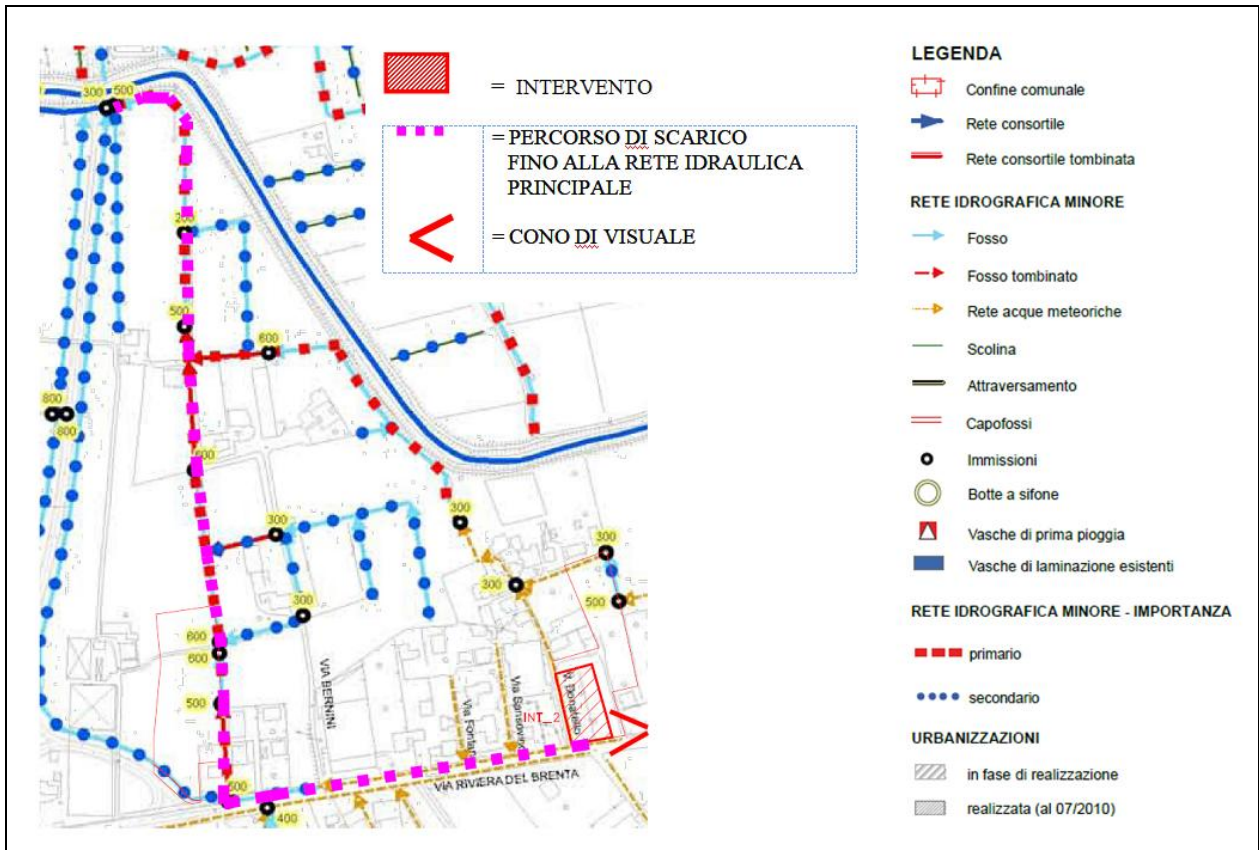 300
500
200
500
600
800
800
600
300
300
300
300
500
600
600
500
500
400
VIA BERNINI
Via Fontan
Via Sansovino
V. Donatello
INT_2
VIA RIVIERA DEL BRENTA
= INTERVENTO
= PERCORSO DI SCARICO
FINO ALLA RETE IDRAULICA
PRINCIPALE
= CONO DI VISUALE
LEGENDA
Confine comunale
Rete consortile
Rete consortile tombinata
RETE IDROGRAFICA MINORE
Fosso
Fosso tombinato
Rete acque meteoriche
Scolina
Attraversamento
Capofossi
Immissioni
Botte a sifone
Vasche di prima pioggia
Vasche di laminazione esistenti
RETE IDROGRAFICA MINORE - IMPORTANZA
primario
secondario
URBANIZZAZIONI
in fase di realizzazione
realizzata (al 07/2010)